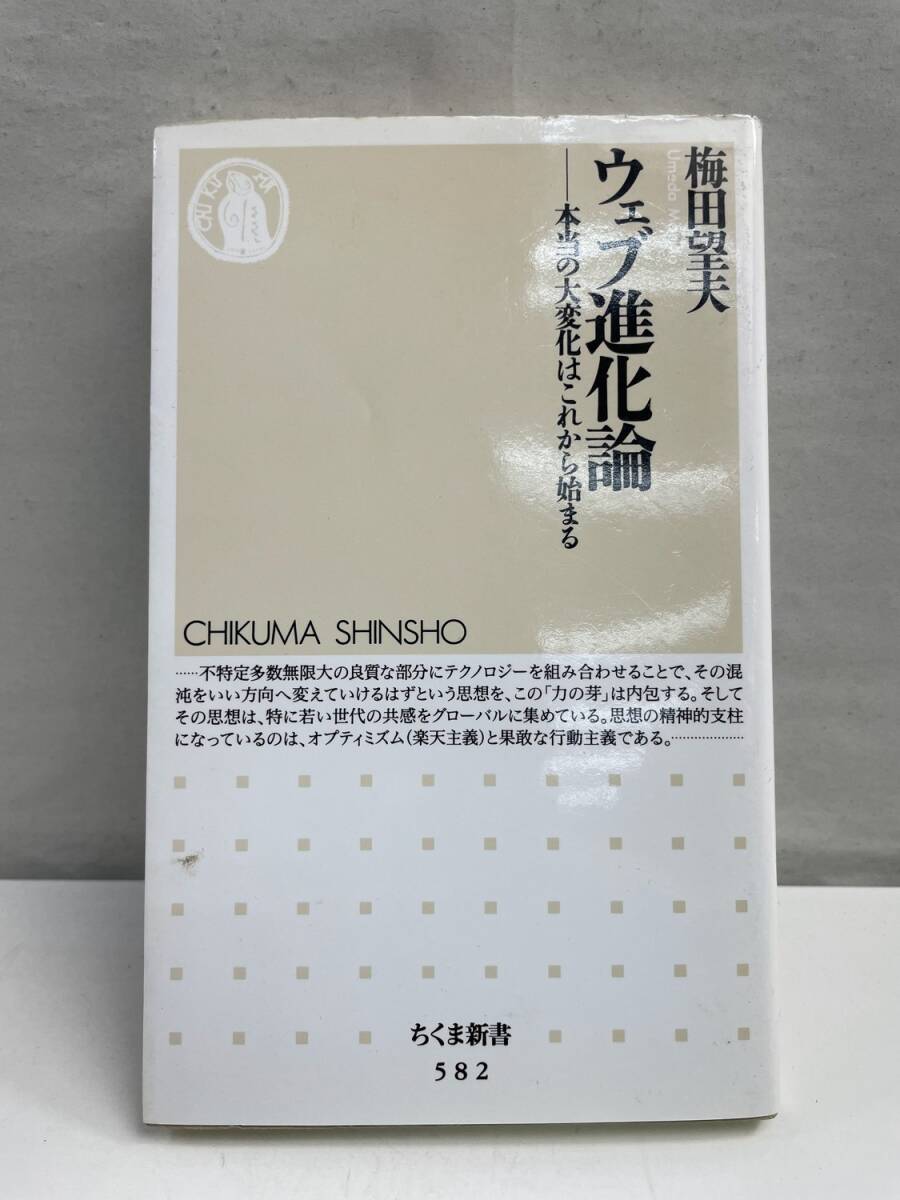 梅田望夫
Umeda
ウェブ進化論
──本当の大変化はこれから始まる
CHIKUMA
CHIKUMA SHINSHO
……不特定多数無限大の良質な部分にテクノロジーを組み合わせることで、その混
沌をいい方向へ変えていけるはずという思想を、この「力の芽」は内包する。そして
その思想は、特に若い世代の共感をグローバルに集めている。思想の精神的支柱
になっているのは、オプティミズム(楽天主義)と果敢な行動主義である。…………………
ちくま新書
582